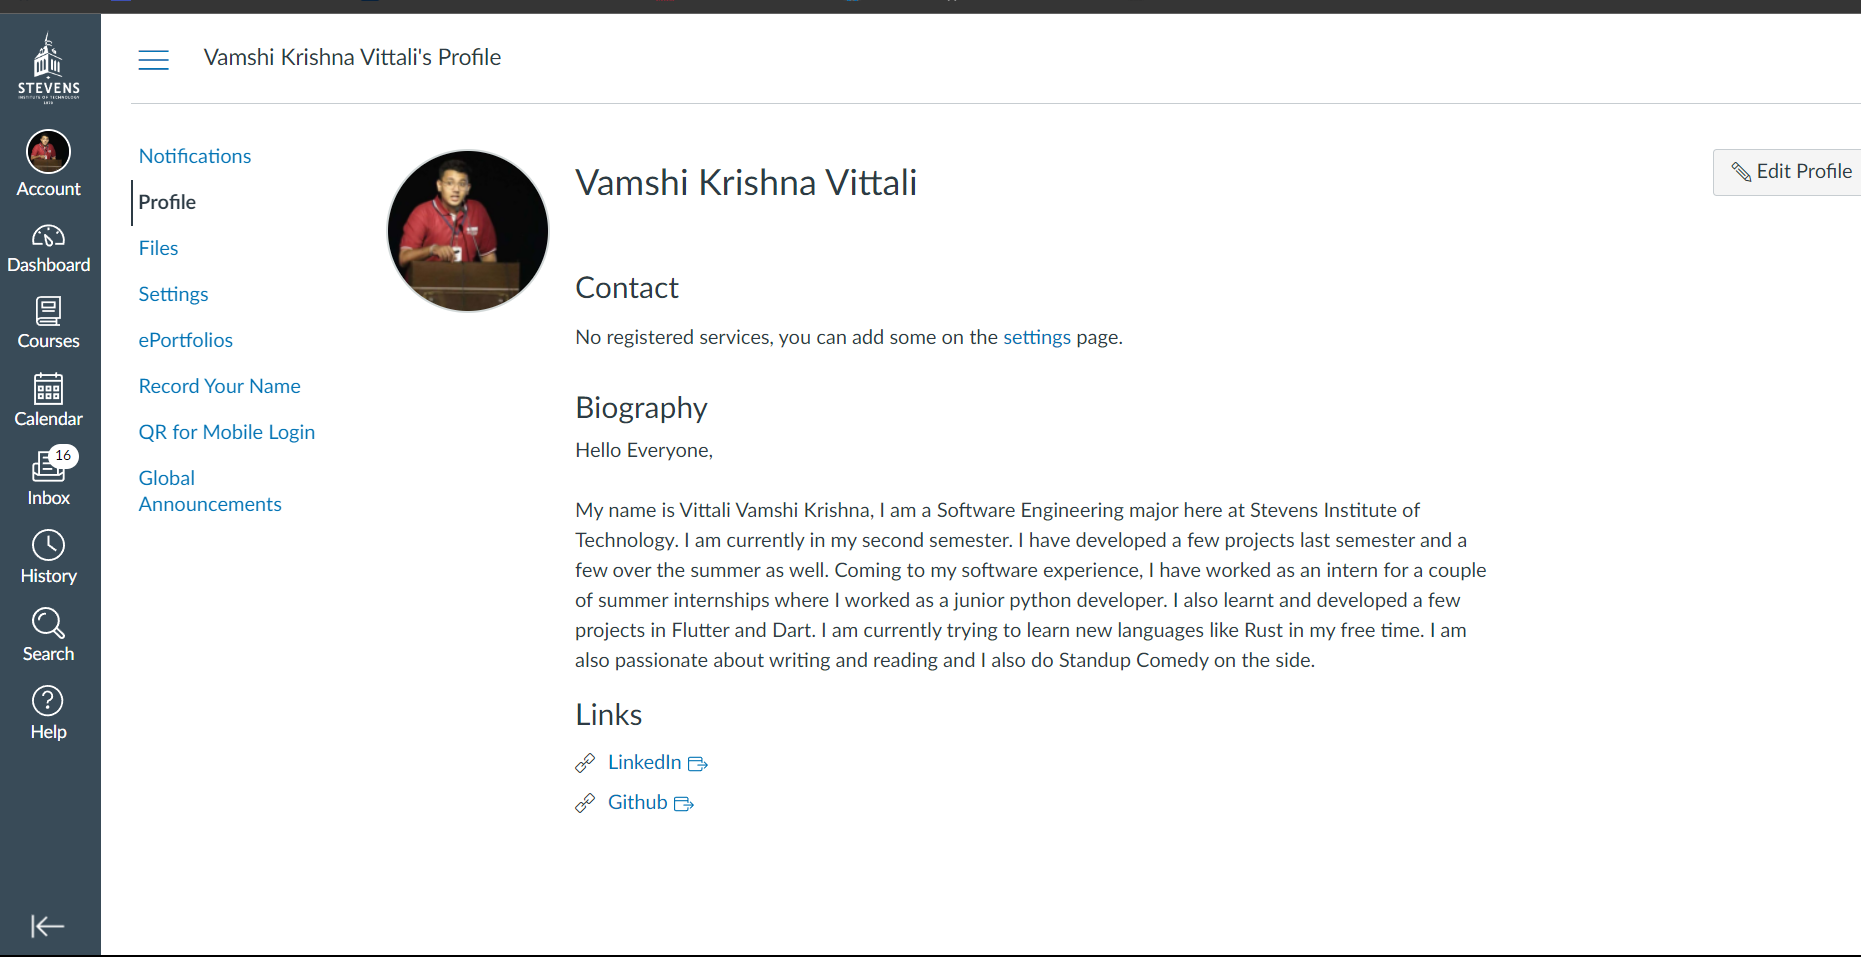 STEVENS
INSTITUTE OF TECHNOLOGY
1870
Account
Dashboard
Courses
Calendar
16
Inbox
History
Search
Help
Vamshi Krishna Vittali's Profile
Notifications
Profile
Files
Settings
ePortfolios
Record Your Name
QR for Mobile Login
Global
Announcements
Vamshi Krishna Vittali
Edit Profile
Contact
No registered services, you can add some on the settings page.
Biography
Hello Everyone,
My name is Vittali Vamshi Krishna, I am a Software Engineering major here at Stevens Institute of
Technology. I am currently in my second semester. I have developed a few projects last semester and a
few over the summer as well. Coming to my software experience, I have worked as an intern for a couple
of summer internships where I worked as a junior python developer. I also learnt and developed a few
projects in Flutter and Dart. I am currently trying to learn new languages like Rust in my free time. I am
also passionate about writing and reading and I also do Standup Comedy on the side.
Links
LinkedIn
Github